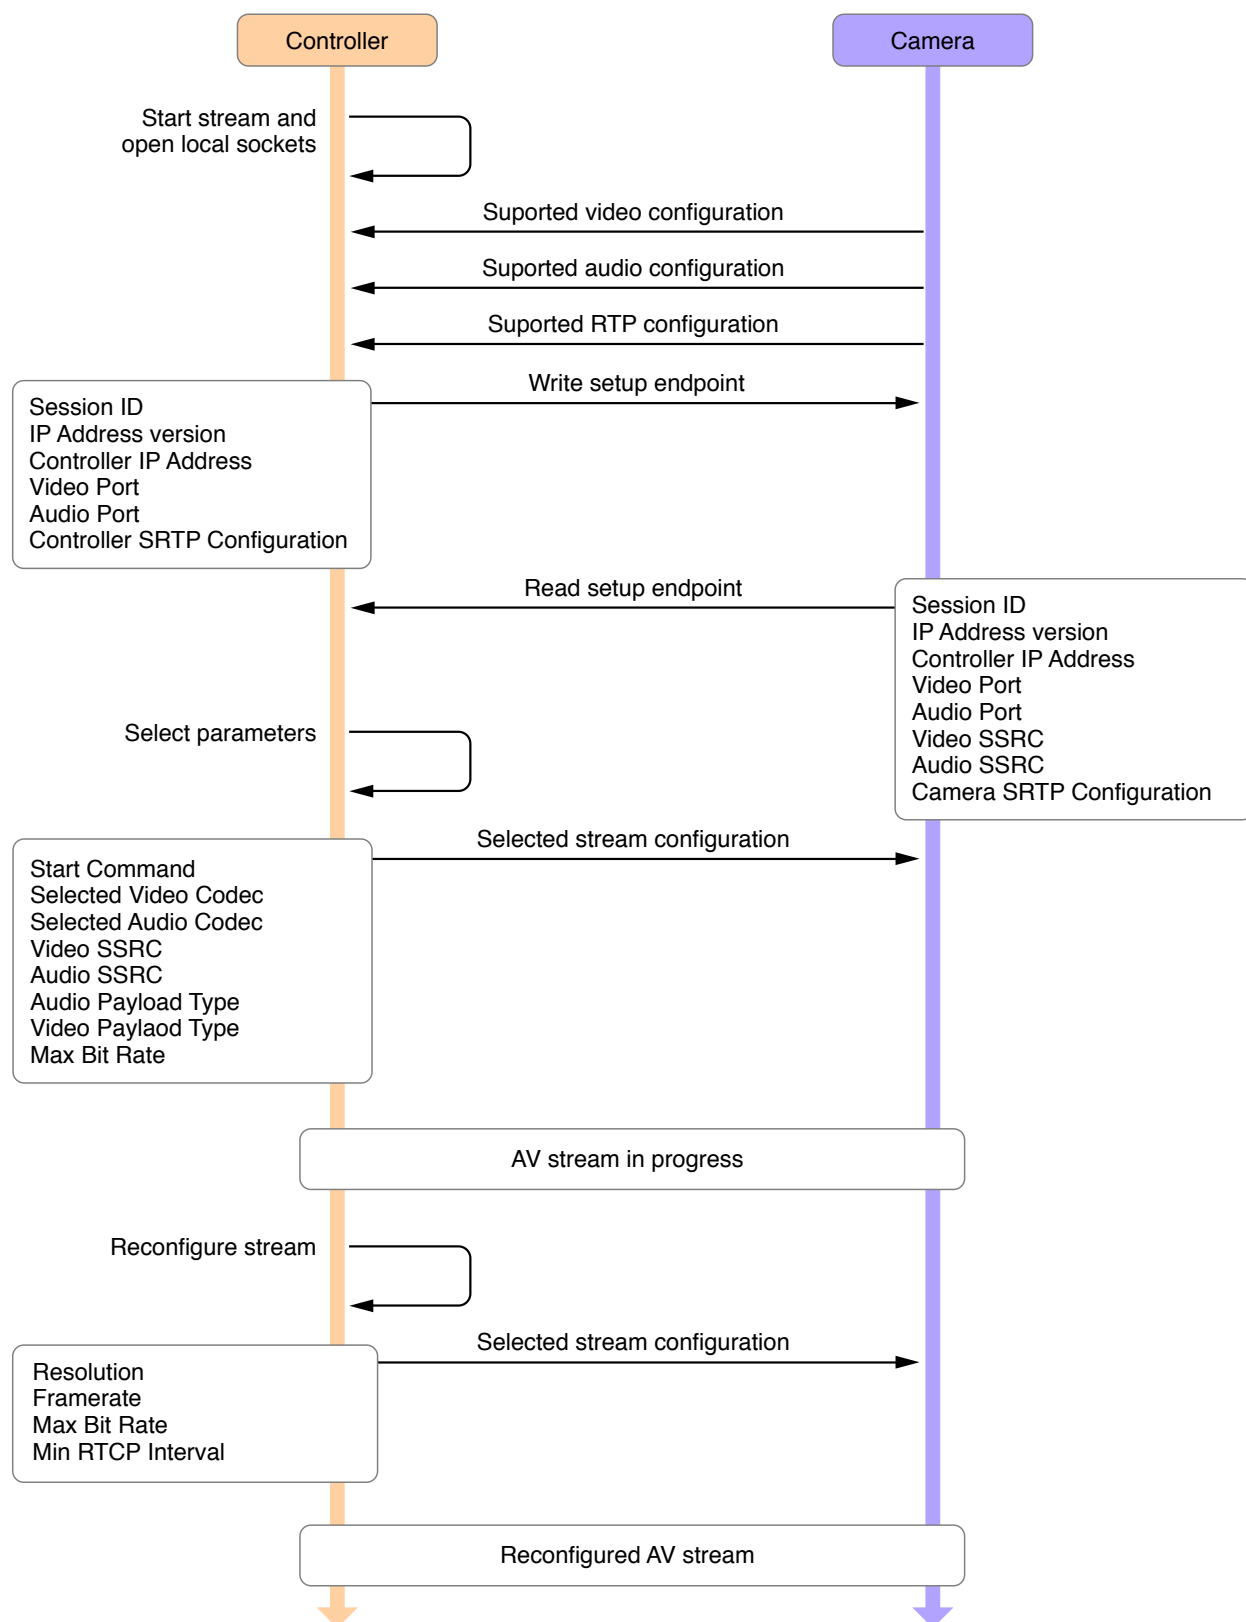 Controller
Camera
Start stream and
open local sockets
Suported video configuration
Suported audio configuration
Suported RTP configuration
Write setup endpoint
Session ID
IP Address version
Controller IP Address
Video Port
Audio Port
Controller SRTP Configuration
Read setup endpoint
Session ID
IP Address version
Controller IP Address
Video Port
Audio Port
Video SSRC
Audio SSRC
Camera SRTP Configuration
Select parameters
Selected stream configuration
Start Command
Selected Video Codec
Selected Audio Codec
Video SSRC
Audio SSRC
Audio Payload Type
Video Paylaod Type
Max Bit Rate
AV stream in progress
Reconfigure stream
Selected stream configuration
Resolution
Framerate
Max Bit Rate
Min RTCP Interval
Reconfigured AV stream